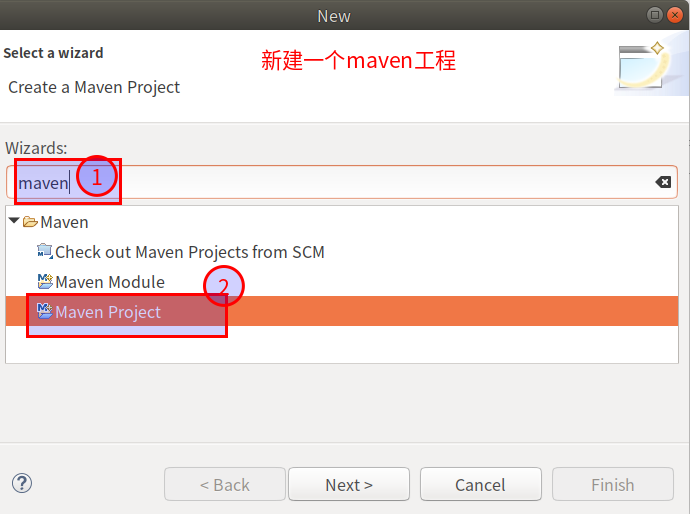 New
Select a wizard
新建一个maven工程
Create a Maven Project
Wizards:
maven
1
Maven
Check out Maven Projects from SCM
Maven Module
2
Maven Project
?
< Back
Next >
Cancel
Finish